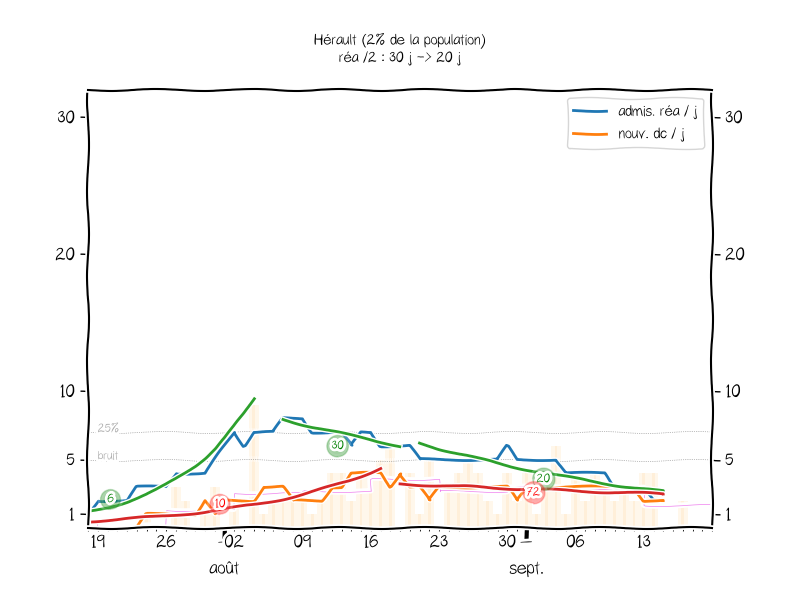 Hérault (2% de la population)
réa /2 : 30 j -> 20 j
admis. réa / j
nouv. dc / j
30 30
20 20
10 10
5 5
1 1
25%
bruit
6 10 30 20 72
19 26 02 09 16 23 30 06 13
août sept.